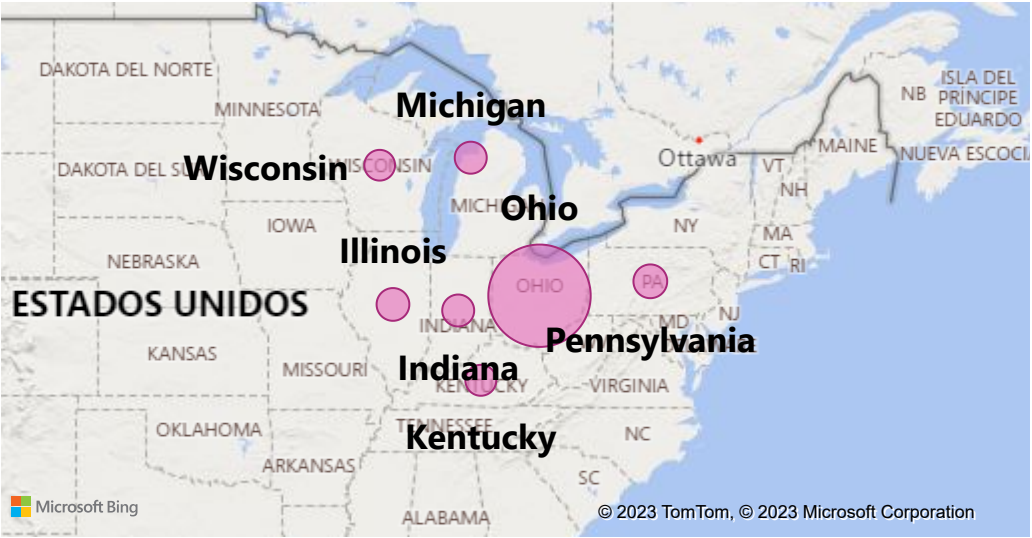 DAKOTA DEL NORTE
MINNESOTA
Michigan
ISLA DEL
NB PRÍNCIPE
EDUARDO
MAINE
NUEVA ESCOCI
Ottawa
VT
NH
DAKOTA DEL SU
Wisconsin
WISCONSIN
MICHIGAN
Ohio
IOWA
NY
MA
CT RI
Illinois
NEBRASKA
OHIO
PA
ESTADOS UNIDOS
INDIANA
MD
NJ
Pennsylvania
KANSAS
MISSOURI
Indiana
KENTUCKY
VIRGINIA
OKLAHOMA
TENNESSEE
Kentucky
NC
ARKANSAS
SC
ALABAMA
Microsoft Bing
© 2023 TomTom, © 2023 Microsoft Corporation